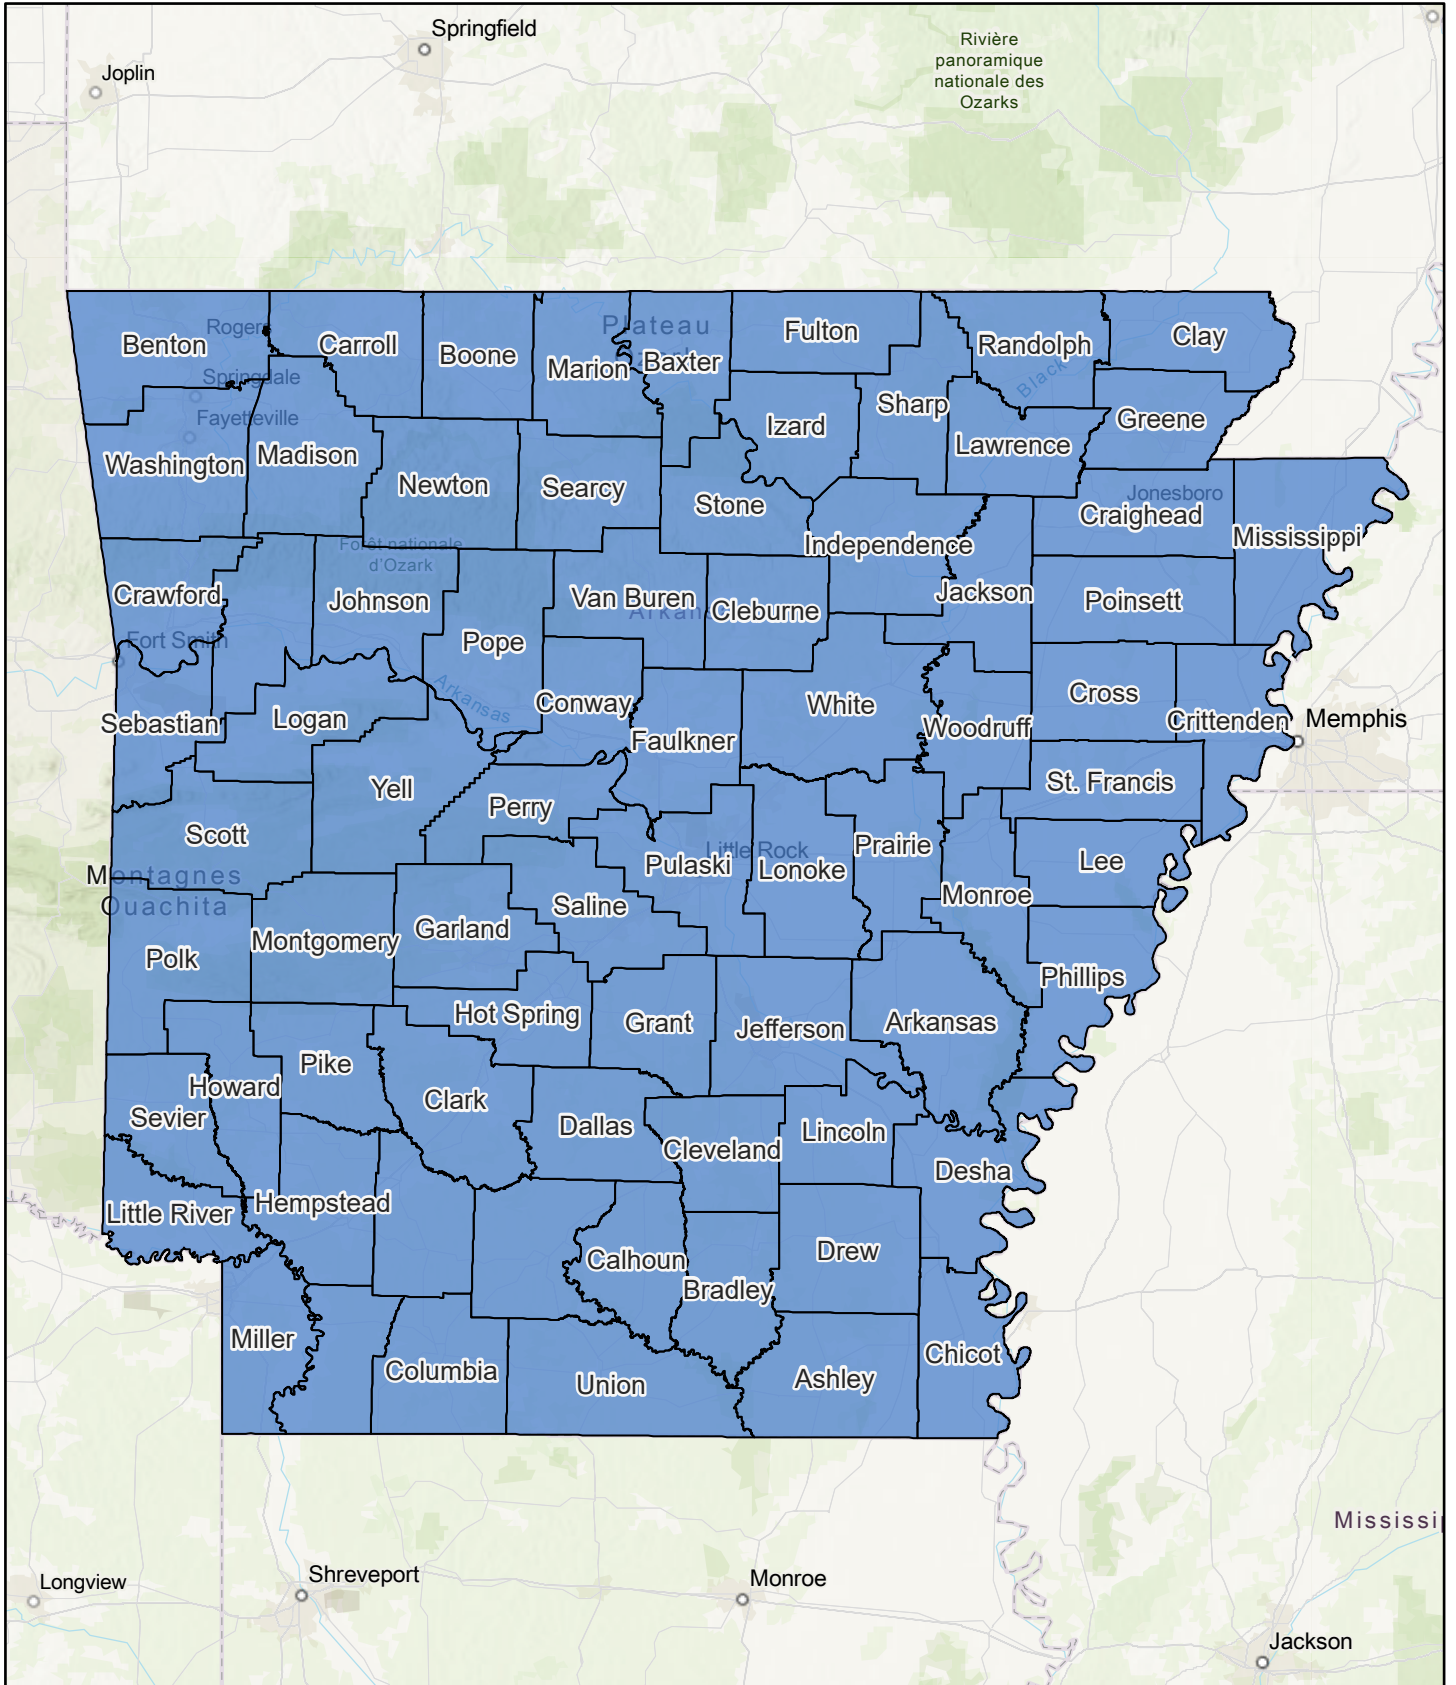 Springfield
Joplin
Rivière
panoramique
nationale des
Ozarks
Benton
Rogers
Carroll
Boone
Marion
Plateau
Baxter
Fulton
Randolph
Clay
Springdale
Fayetteville
Black
Izard
Sharp
Greene
Washington
Madison
Newton
Searcy
Stone
Lawrence
Jonesboro
Craighead
Mississippi
Independence
Forêt nationale
d'Ozark
Crawford
Johnson
Van Buren
Cleburne
Jackson
Poinsett
Fort Smith
Pope
Arkansas
Conway
White
Cross
Sebastian
Logan
Faulkner
Woodruff
Crittenden
Memphis
Yell
Perry
St. Francis
Scott
Pulaski
Little Rock
Lonoke
Prairie
Lee
Montagnes
Ouachita
Saline
Monroe
Garland
Montgomery
Polk
Phillips
Hot Spring
Grant
Jefferson
Arkansas
Pike
Howard
Clark
Sevier
Dallas
Cleveland
Lincoln
Desha
Little River
Hempstead
Calhoun
Drew
Bradley
Miller
Columbia
Union
Ashley
Chicot
Longview
Shreveport
Monroe
Jackson